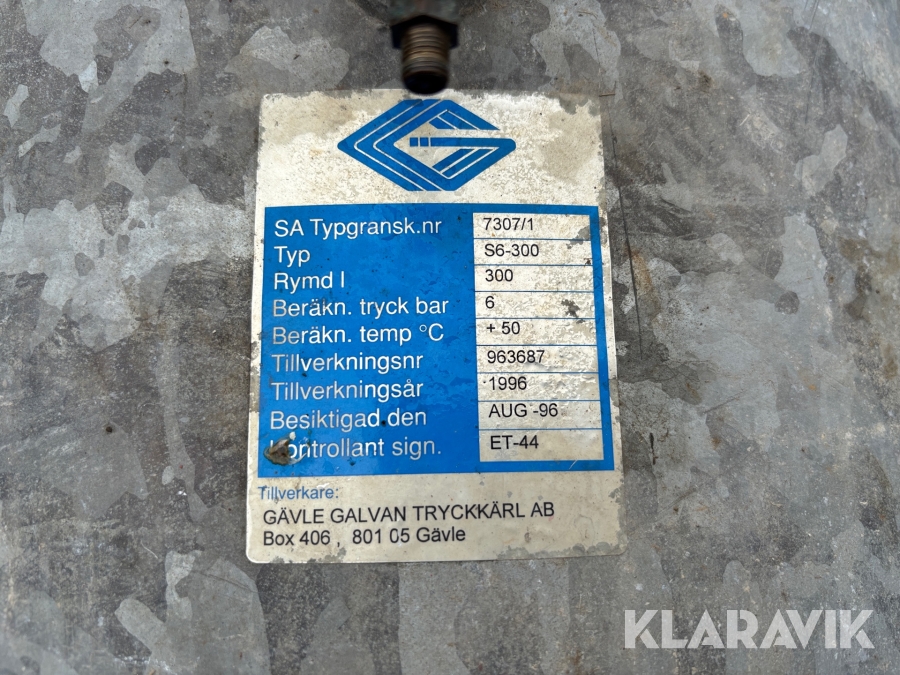 SA Typgransk.nr 7307/1
Typ S6-300
Rymd l 300
Beräkn. tryck bar 6
Beräkn. temp °C + 50
Tillverkningsnr 963687
Tillverkningsår 1996
Besiktigad den AUG -96
Kontrollant sign. ET-44
Tillverkare:
GÄVLE GALVAN TRYCKKÄRL AB
Box 406 , 801 05 Gävle
KLARAVIK